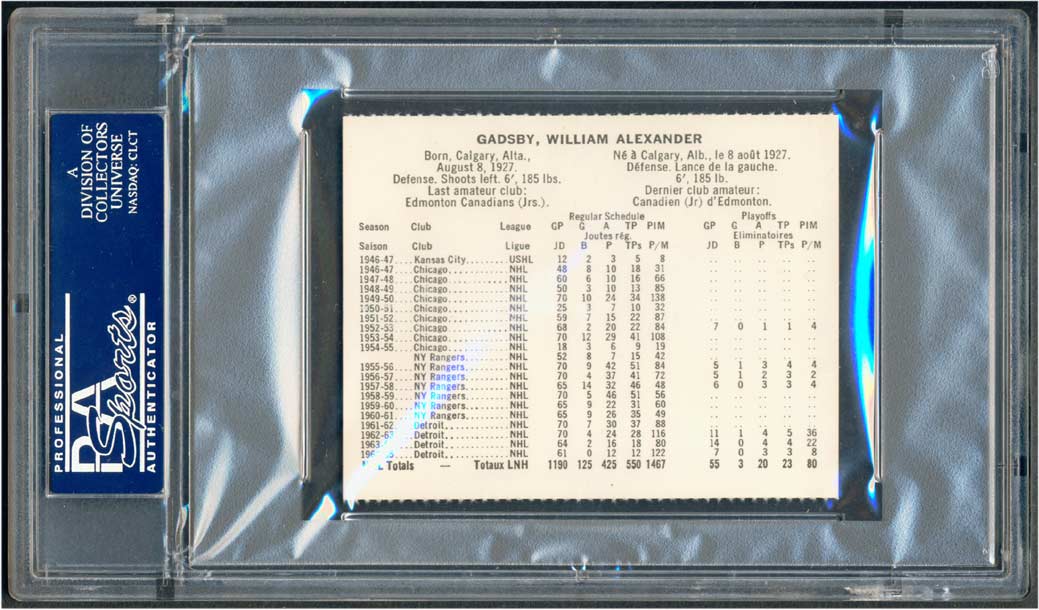 A
DIVISION OF
COLLECTORS
UNIVERSE
NASDAQ: CLCT
PROFESSIONAL
PSA
Sports®
AUTHENTICATOR
GADSBY, WILLIAM ALEXANDER
Born, Calgary, Alta.,
August 8, 1927.
Defense. Shoots left. 6', 185 lbs.
Last amateur club:
Edmonton Canadians (Jrs.).
Né à Calgary, Alb., le 8 août 1927.
Défense. Lance de la gauche.
6', 185 lb.
Dernier club amateur:
Canadien (Jr) d'Edmonton.
Regular Schedule Playoffs
Season Club League GP G A TP PIM GP G A TP PIM
Joutes rég. Eliminatoires
Saison Club Ligue JD B P TPs P/M JD B P TPs P/M
1946-47....Kansas City........USHL 12 2 3 5 8 .. .. .. .. ..
1946-47....Chicago.............NHL 48 8 10 18 31 .. .. .. .. ..
1947-48....Chicago.............NHL 60 6 10 16 66 .. .. .. .. ..
1948-49....Chicago.............NHL 50 3 10 13 85 .. .. .. .. ..
1949-50....Chicago.............NHL 70 10 24 34 138 .. .. .. .. ..
1950-51....Chicago.............NHL 25 3 7 10 32 .. .. .. .. ..
1951-52....Chicago.............NHL 59 7 15 22 87 .. .. .. .. ..
1952-53....Chicago.............NHL 68 2 20 22 84 7 0 1 1 4
1953-54....Chicago.............NHL 70 12 29 41 108 .. .. .. .. ..
1954-55....Chicago.............NHL 18 3 6 9 19 .. .. .. .. ..
NY Rangers.........NHL 52 8 7 15 42 .. .. .. .. ..
1955-56....NY Rangers.........NHL 70 9 42 51 84 5 1 3 4 4
1956-57....NY Rangers.........NHL 70 4 37 41 72 5 1 2 3 2
1957-58....NY Rangers.........NHL 65 14 32 46 48 6 0 3 3 4
1958-59....NY Rangers.........NHL 70 5 46 51 56 .. .. .. .. ..
1959-60....NY Rangers.........NHL 65 9 22 31 60 .. .. .. .. ..
1960-61....NY Rangers.........NHL 65 9 26 35 49 .. .. .. .. ..
1961-62....Detroit..............NHL 70 7 30 37 88 .. .. .. .. ..
1962-63....Detroit..............NHL 70 4 24 28 116 11 1 4 5 36
Detroit..............NHL 64 2 16 18 80 14 0 4 4 22
Detroit..............NHL 61 0 12 12 122 7 0 3 3 8
Totals — Totaux LNH 1190 125 425 550 1467 55 3 20 23 80